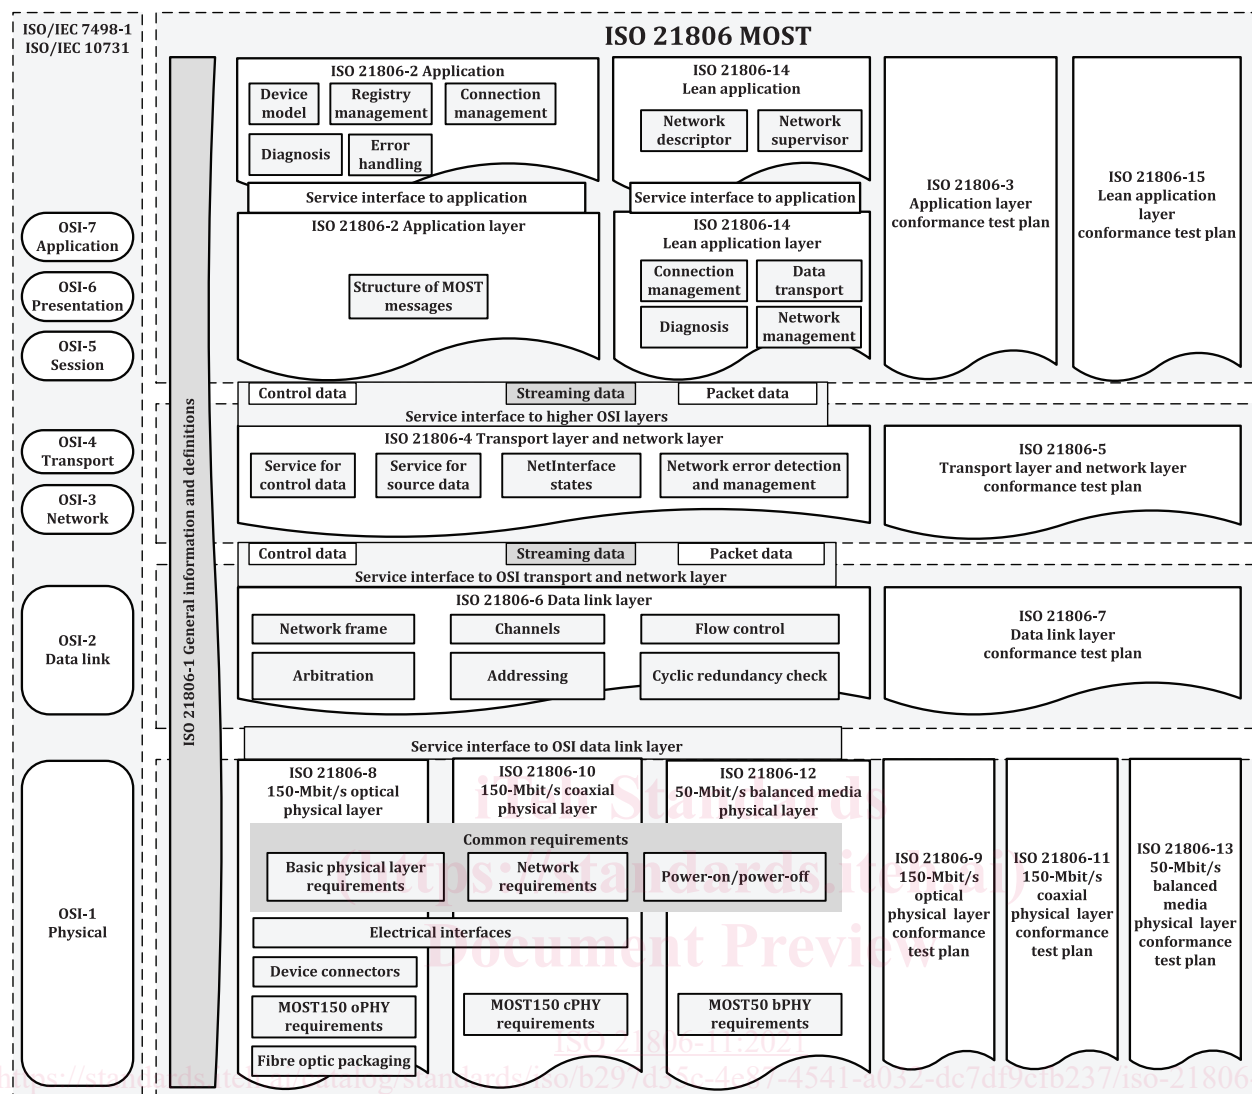 ISO/IEC 7498-1
ISO/IEC 10731
ISO 21806 MOST
ISO 21806-1 General information and definitions
ISO 21806-2 Application
Device
model
Registry
management
Connection
management
Diagnosis
Error
handling
Service interface to application
ISO 21806-14
Lean application
Network
descriptor
Network
supervisor
Service interface to application
ISO 21806-3
Application layer
conformance test plan
ISO 21806-15
Lean application
layer
conformance test plan
OSI-7
Application
OSI-6
Presentation
OSI-5
Session
ISO 21806-2 Application layer
Structure of MOST
messages
ISO 21806-14
Lean application layer
Connection
management
Data
transport
Diagnosis
Network
management
Control data
Streaming data
Packet data
Service interface to higher OSI layers
OSI-4
Transport
OSI-3
Network
ISO 21806-4 Transport layer and network layer
Service for
control data
Service for
source data
NetInterface
states
Network error detection
and management
ISO 21806-5
Transport layer and network layer
conformance test plan
Control data
Streaming data
Packet data
Service interface to OSI transport and network layer
OSI-2
Data link
ISO 21806-6 Data link layer
Network frame
Channels
Flow control
Arbitration
Addressing
Cyclic redundancy check
ISO 21806-7
Data link layer
conformance test plan
Service interface to OSI data link layer
OSI-1
Physical
ISO 21806-8
150-Mbit/s optical
physical layer
ISO 21806-10
150-Mbit/s coaxial
physical layer
ISO 21806-12
50-Mbit/s balanced media
physical layer
Common requirements
Basic physical layer
requirements
Network
requirements
Power-on/power-off
Electrical interfaces
Device connectors
MOST150 oPHY
requirements
Fibre optic packaging
MOST150 cPHY
requirements
MOST50 bPHY
requirements
ISO 21806-9
150-Mbit/s
optical
physical layer
conformance
test plan
ISO 21806-11
150-Mbit/s
coaxial
physical layer
conformance
test plan
ISO 21806-13
50-Mbit/s
balanced
media
physical layer
conformance
test plan
iTeh Standards
(https://standards.iteh.ai)
Document Preview
ISO 21806-11:2021
https://standards.iteh.ai/catalog/standards/iso/b297d35c-4e87-4541-a032-dc7df9cfb237/iso-21806-